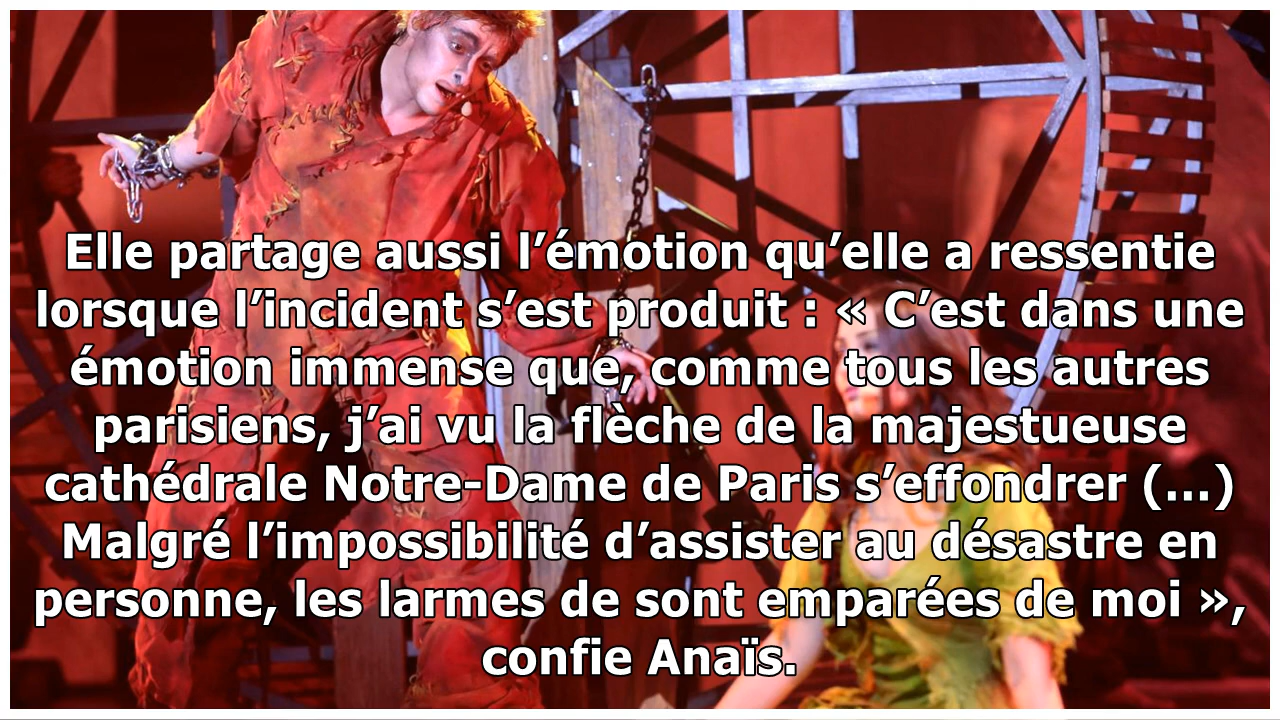 Elle partage aussi l’émotion qu’elle a ressentie
lorsque l’incident s’est produit : « C’est dans une
émotion immense que, comme tous les autres
parisiens, j’ai vu la flèche de la majestueuse
cathédrale Notre-Dame de Paris s’effondrer (...)
Malgré l’impossibilité d’assister au désastre en
personne, les larmes de sont emparées de moi »,
confie Anaïs.